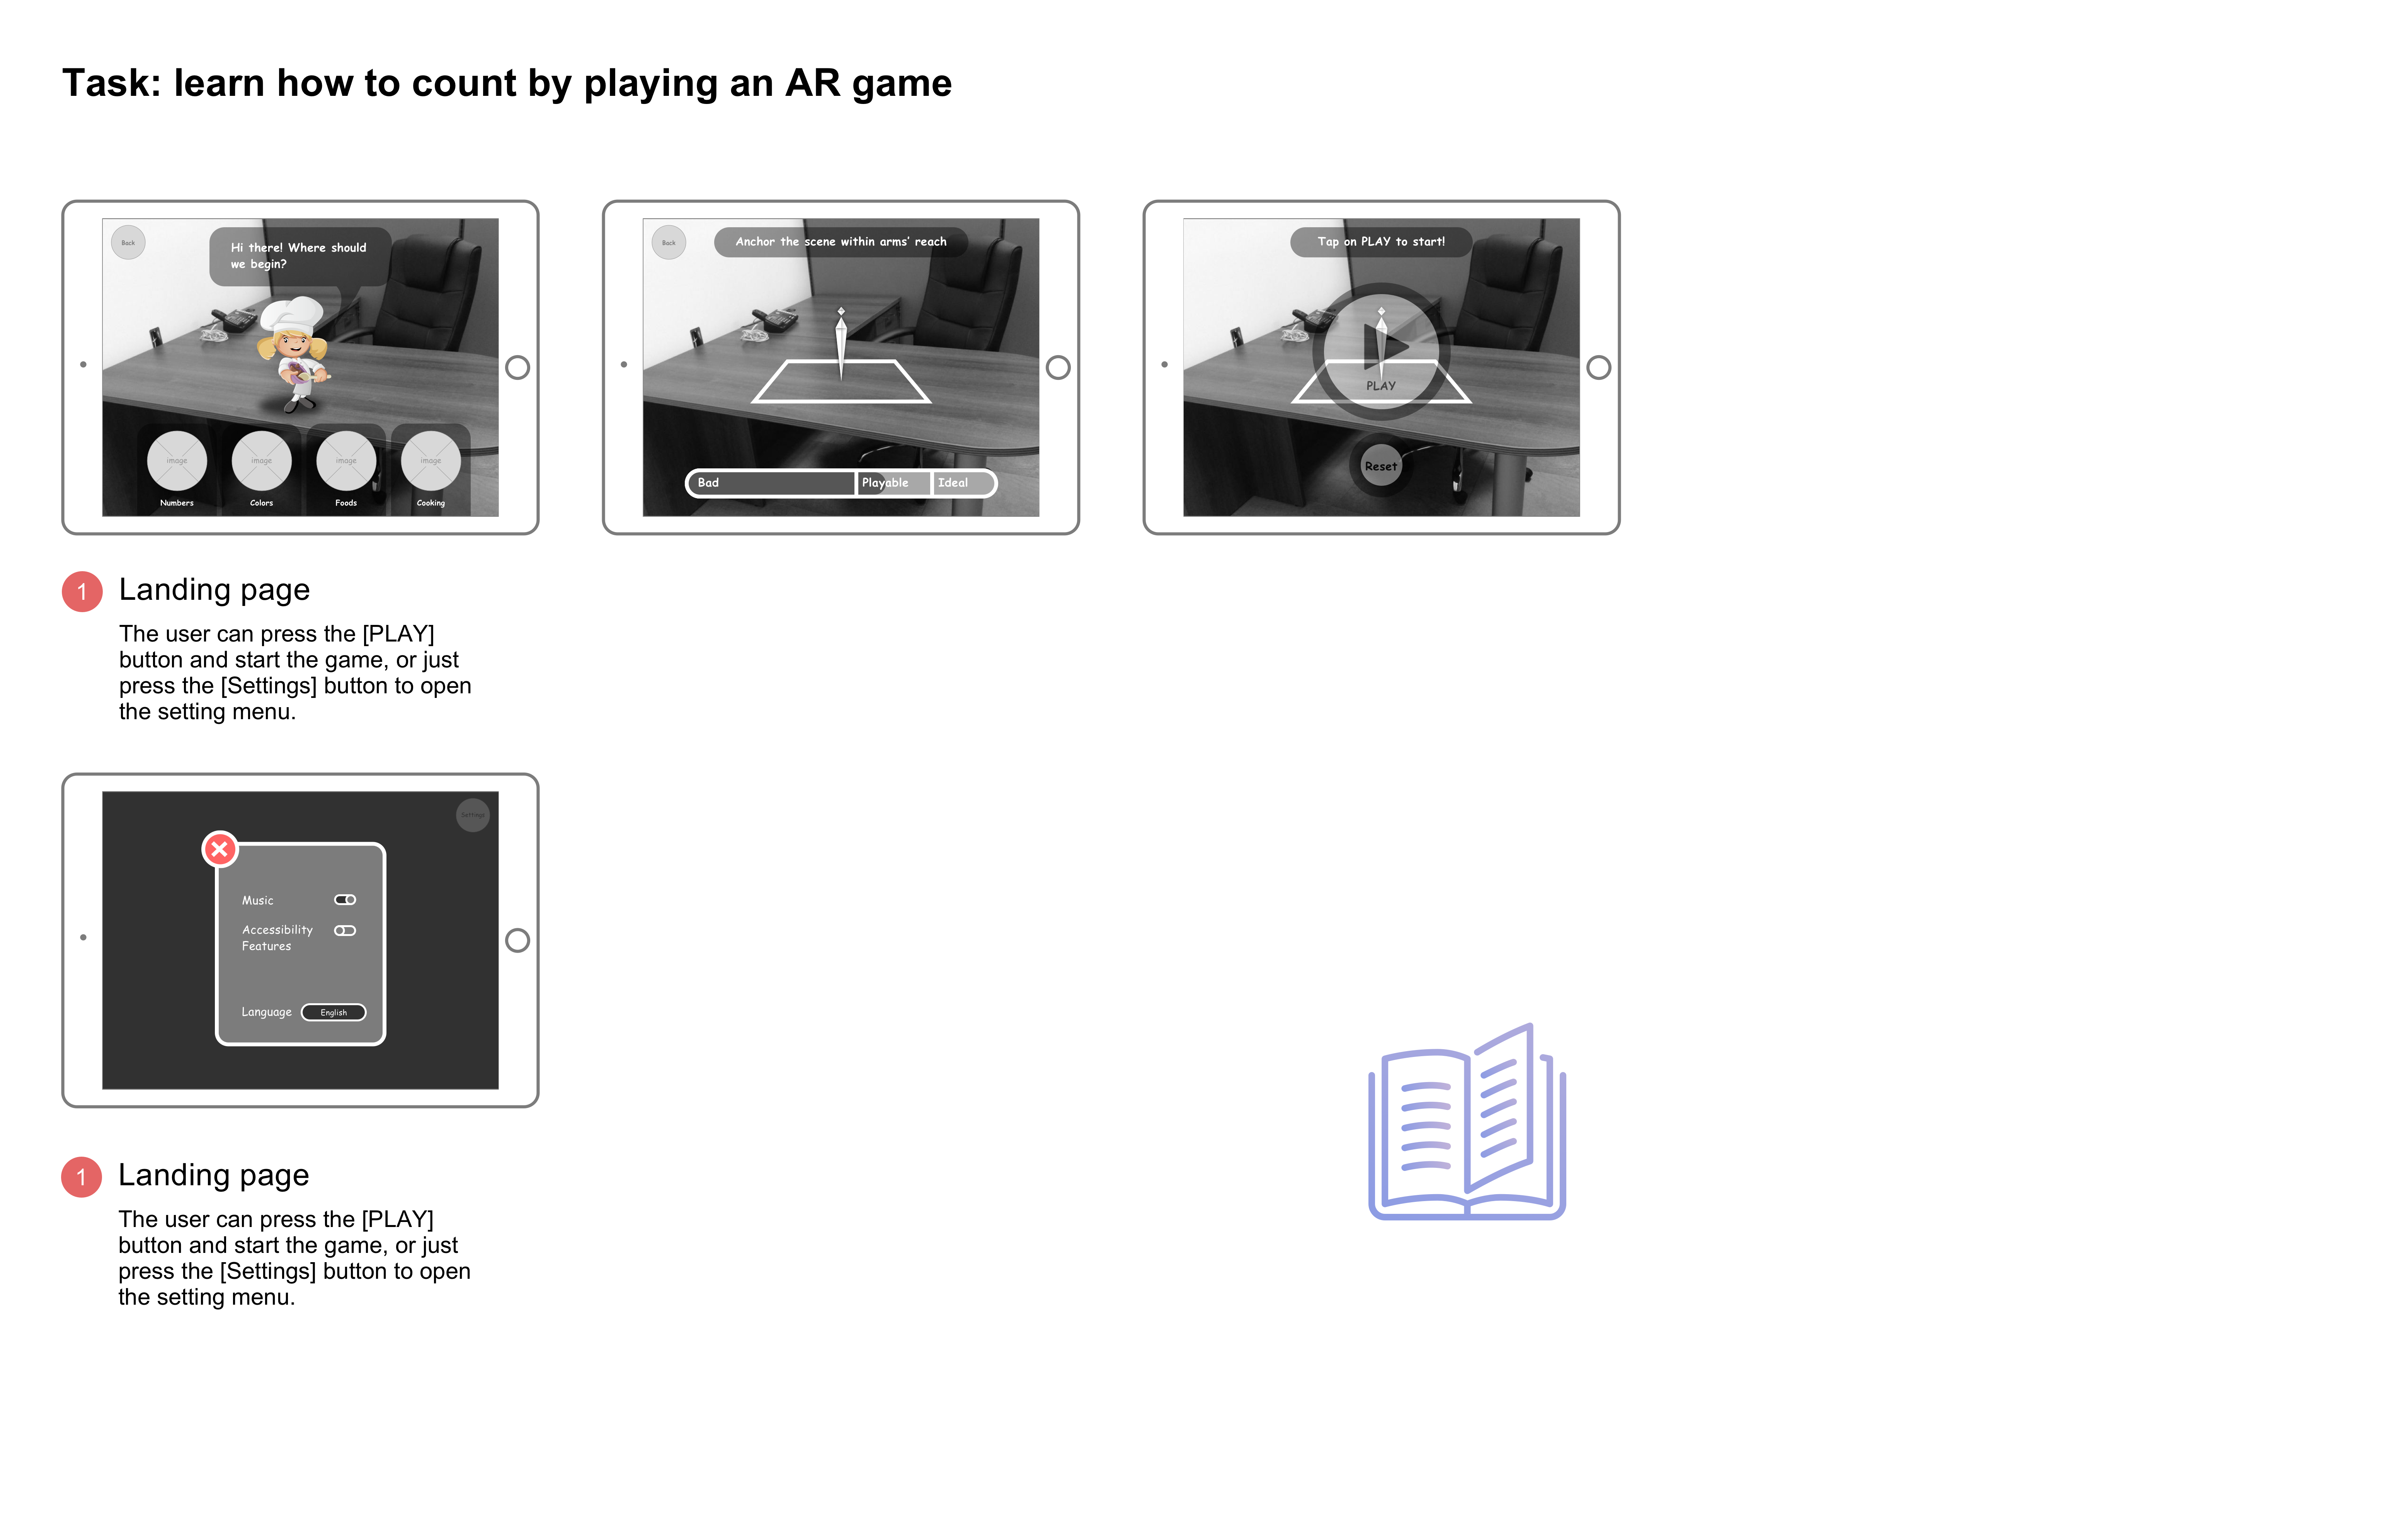 Task: learn how to count by playing an AR game
Back
Hi there! Where should
we begin?
image
image
image
image
Numbers
Colors
Foods
Cooking
Back
Anchor the scene within arms' reach
Bad
Playable
Ideal
Tap on PLAY to start!
PLAY
Reset
1
Landing page
The user can press the [PLAY]
button and start the game, or just
press the [Settings] button to open
the setting menu.
Settings
Music
Accessibility
Features
Language
English
1
Landing page
The user can press the [PLAY]
button and start the game, or just
press the [Settings] button to open
the setting menu.